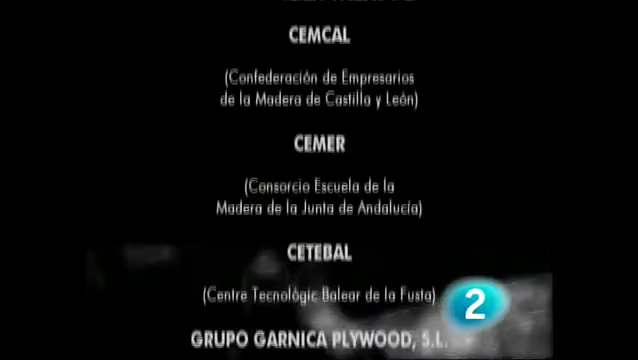 CEMCAL
(Confederación de Empresarios
de la Madera de Castilla y León)
CEMER
(Consorcio Escuela de la
Madera de la Junta de Andalucía)
CETEBAL
(Centre Tecnològic Balear de la Fusta)
2
GRUPO GARNICA PLYWOOD, S.L.